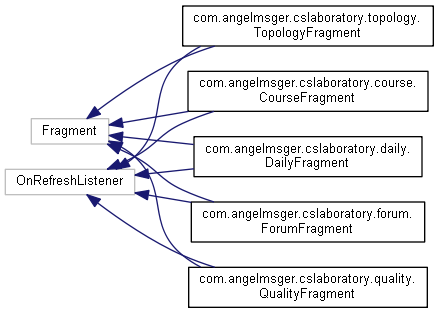 com.angelmsger.cslaboratory.topology.
TopologyFragment
com.angelmsger.cslaboratory.course.
CourseFragment
Fragment
com.angelmsger.cslaboratory.daily.
DailyFragment
OnRefreshListener
com.angelmsger.cslaboratory.forum.
ForumFragment
com.angelmsger.cslaboratory.quality.
QualityFragment